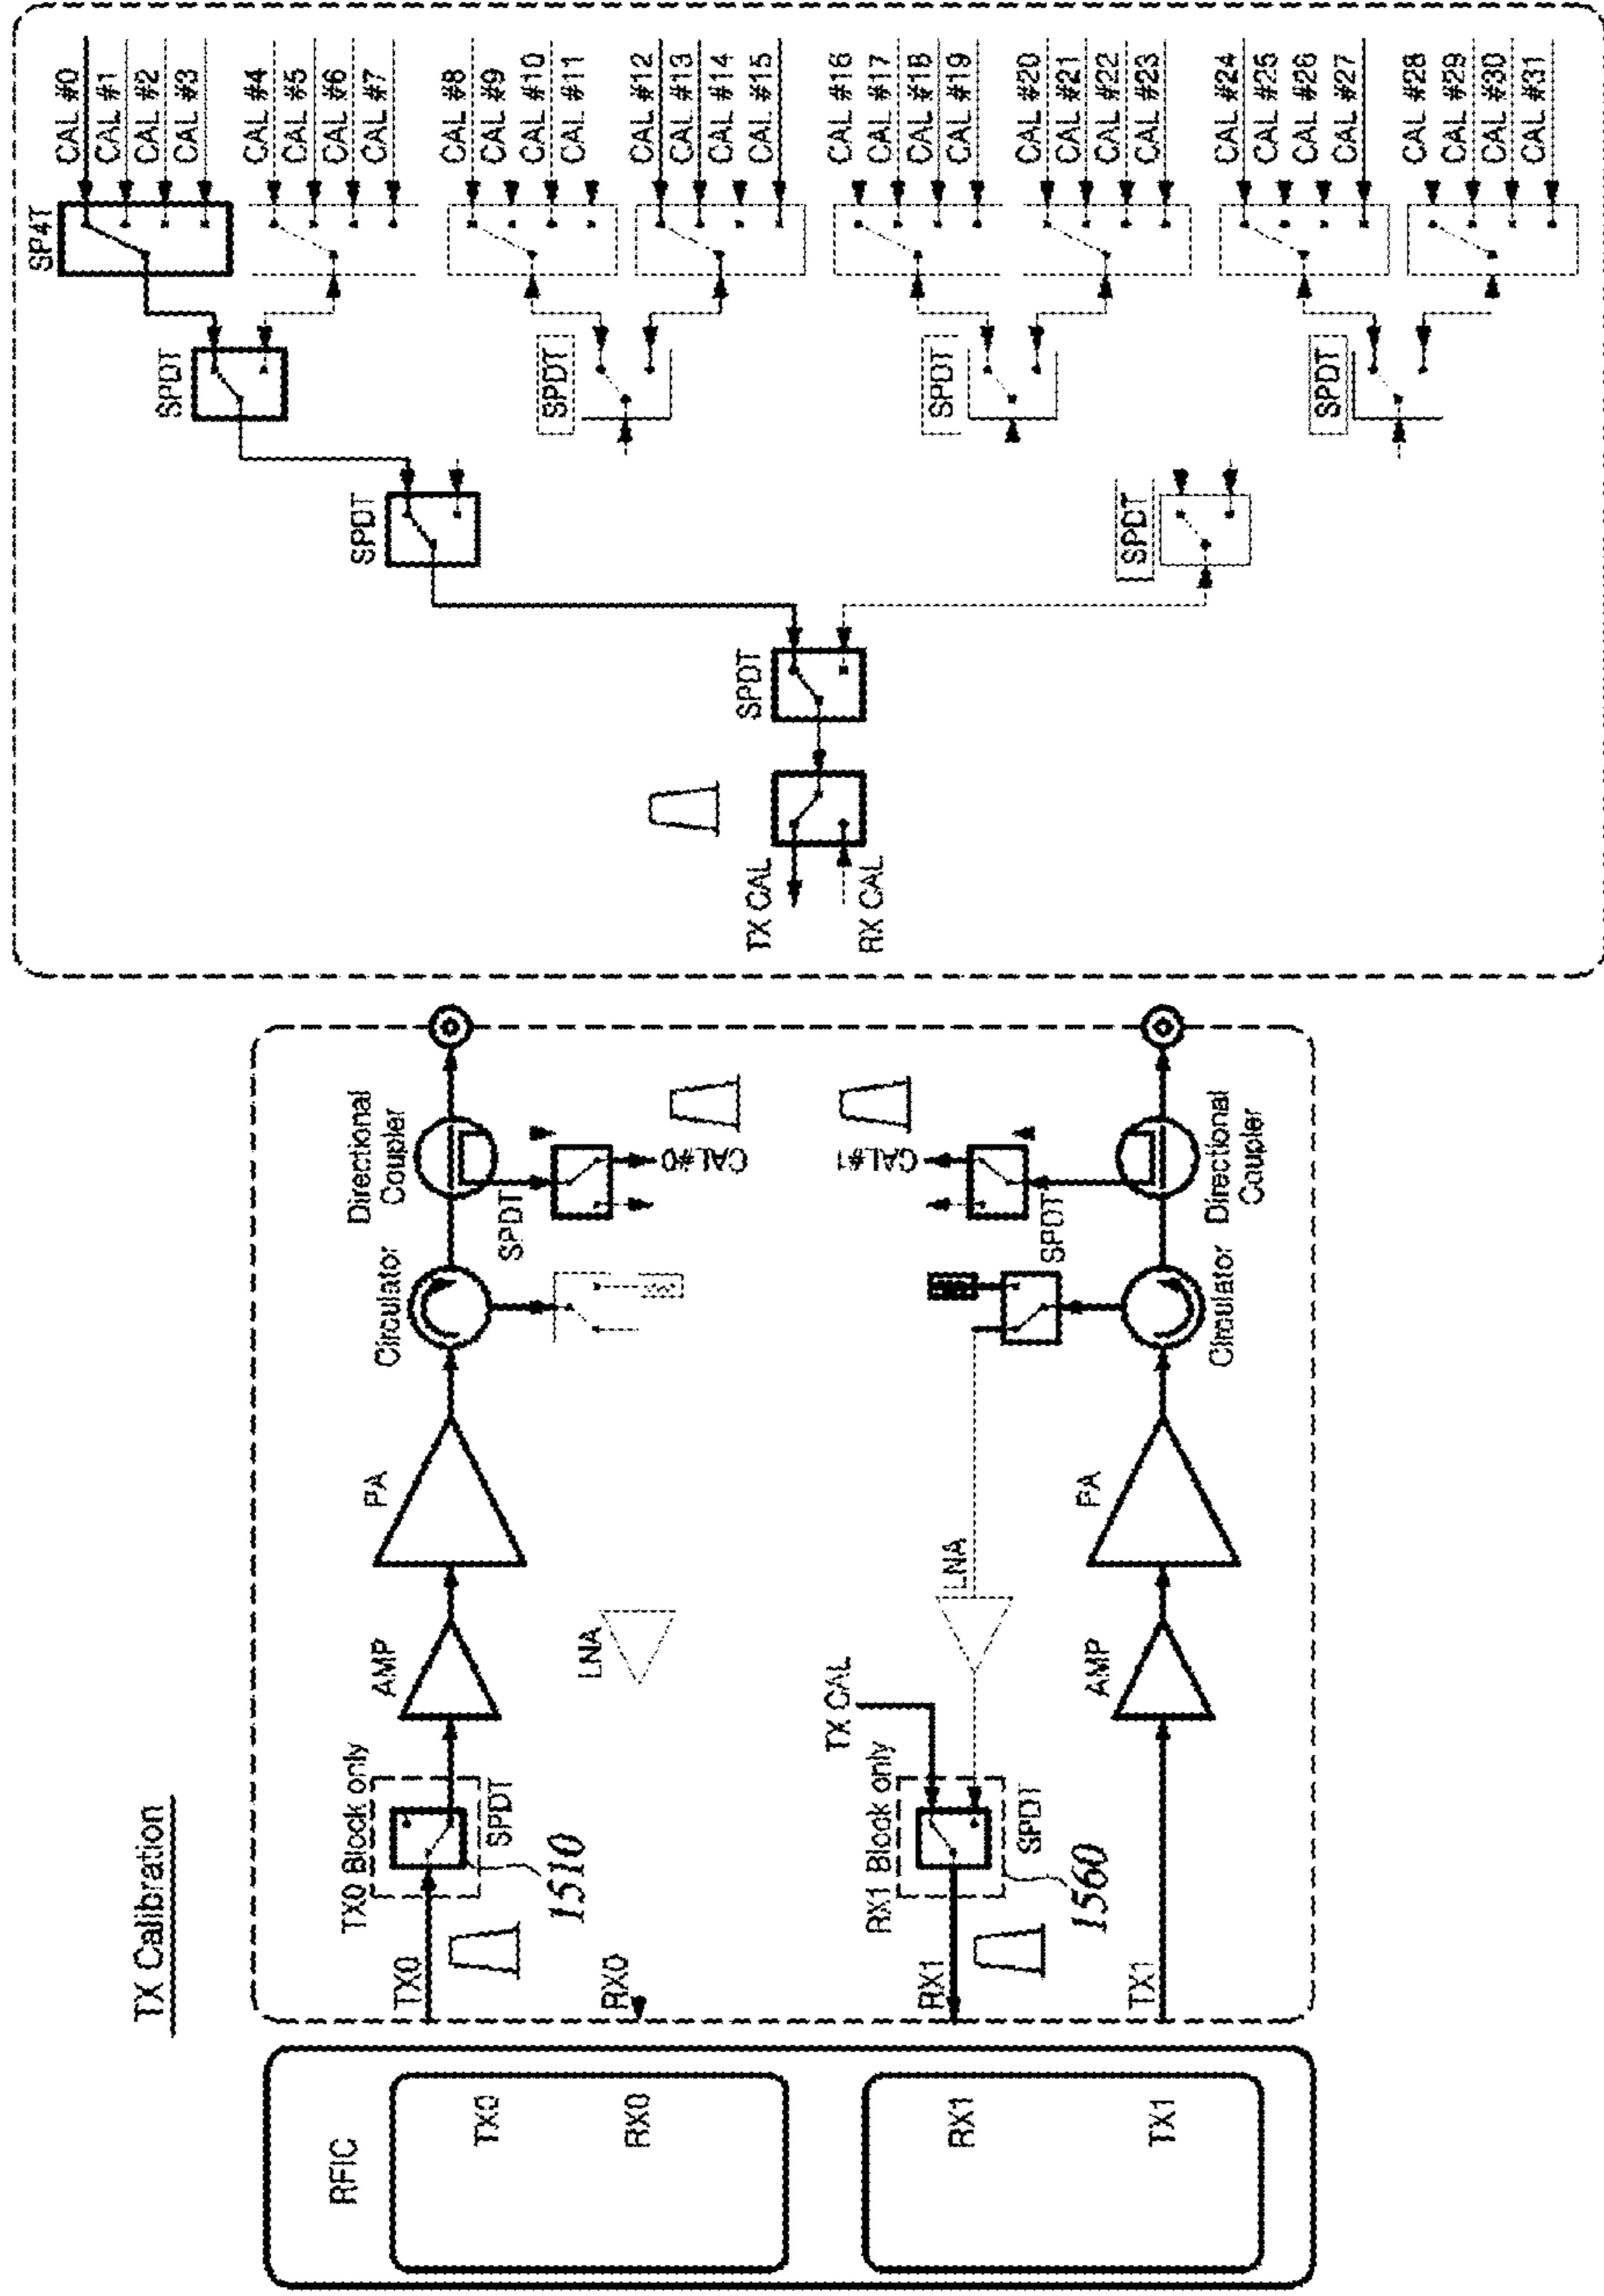 TX Calibration
RFIC
TX0
RX0
RX1
TX1
TX0
TX0 Block only
SPDT
1510
AMP
PA
Circulator
Directional
Coupler
SPDT
CAL#0
LNA
RX0
TX CAL
RX1 Block only
RX1
SPDT
1560
LNA
CAL#1
SPDT
TX1
AMP
PA
Circulator
Directional
Coupler
TX CAL
RX CAL
SPDT
SPDT
SPDT
SPDT
SPDT
SPDT
SPDT
SP4T
CAL #0
CAL #1
CAL #2
CAL #3
CAL #4
CAL #5
CAL #6
CAL #7
CAL #8
CAL #9
CAL #10
CAL #11
CAL #12
CAL #13
CAL #14
CAL #15
CAL #16
CAL #17
CAL #18
CAL #19
CAL #20
CAL #21
CAL #22
CAL #23
CAL #24
CAL #25
CAL #26
CAL #27
CAL #28
CAL #29
CAL #30
CAL #31